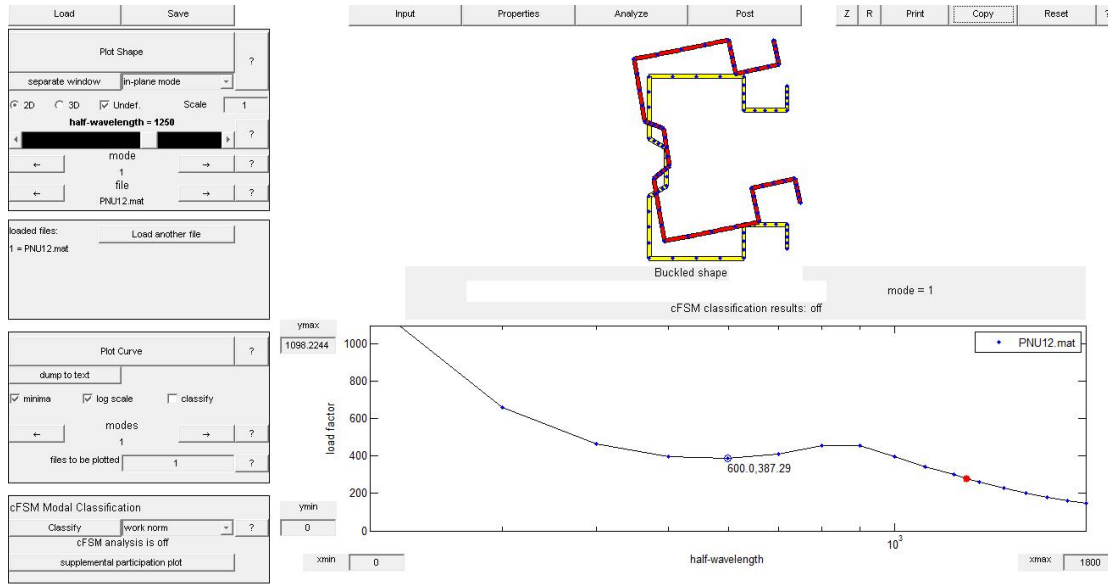 Load Save Input Properties Analyze Post Z R Print Copy Reset ?
Plot Shape ?
separate window in-plane mode
2D 3D Undef. Scale 1
half-wavelength = 1250 ?
mode
← 1 → ?
file
← PNU12.mat → ?
loaded files: Load another file
1 = PNU12.mat
Buckled shape
mode = 1
cFSM classification results: off
Plot Curve ?
dump to text
minima log scale classify
modes
← 1 → ?
files to be plotted 1 ?
cFSM Modal Classification
Classify work norm ?
cFSM analysis is off
supplemental participation plot
ymax
1098.2244
ymin
0
load factor
1000
800
600
400
200
0
PNU12.mat
600.0,387.29
10³
xmin 0 half-wavelength xmax 1800